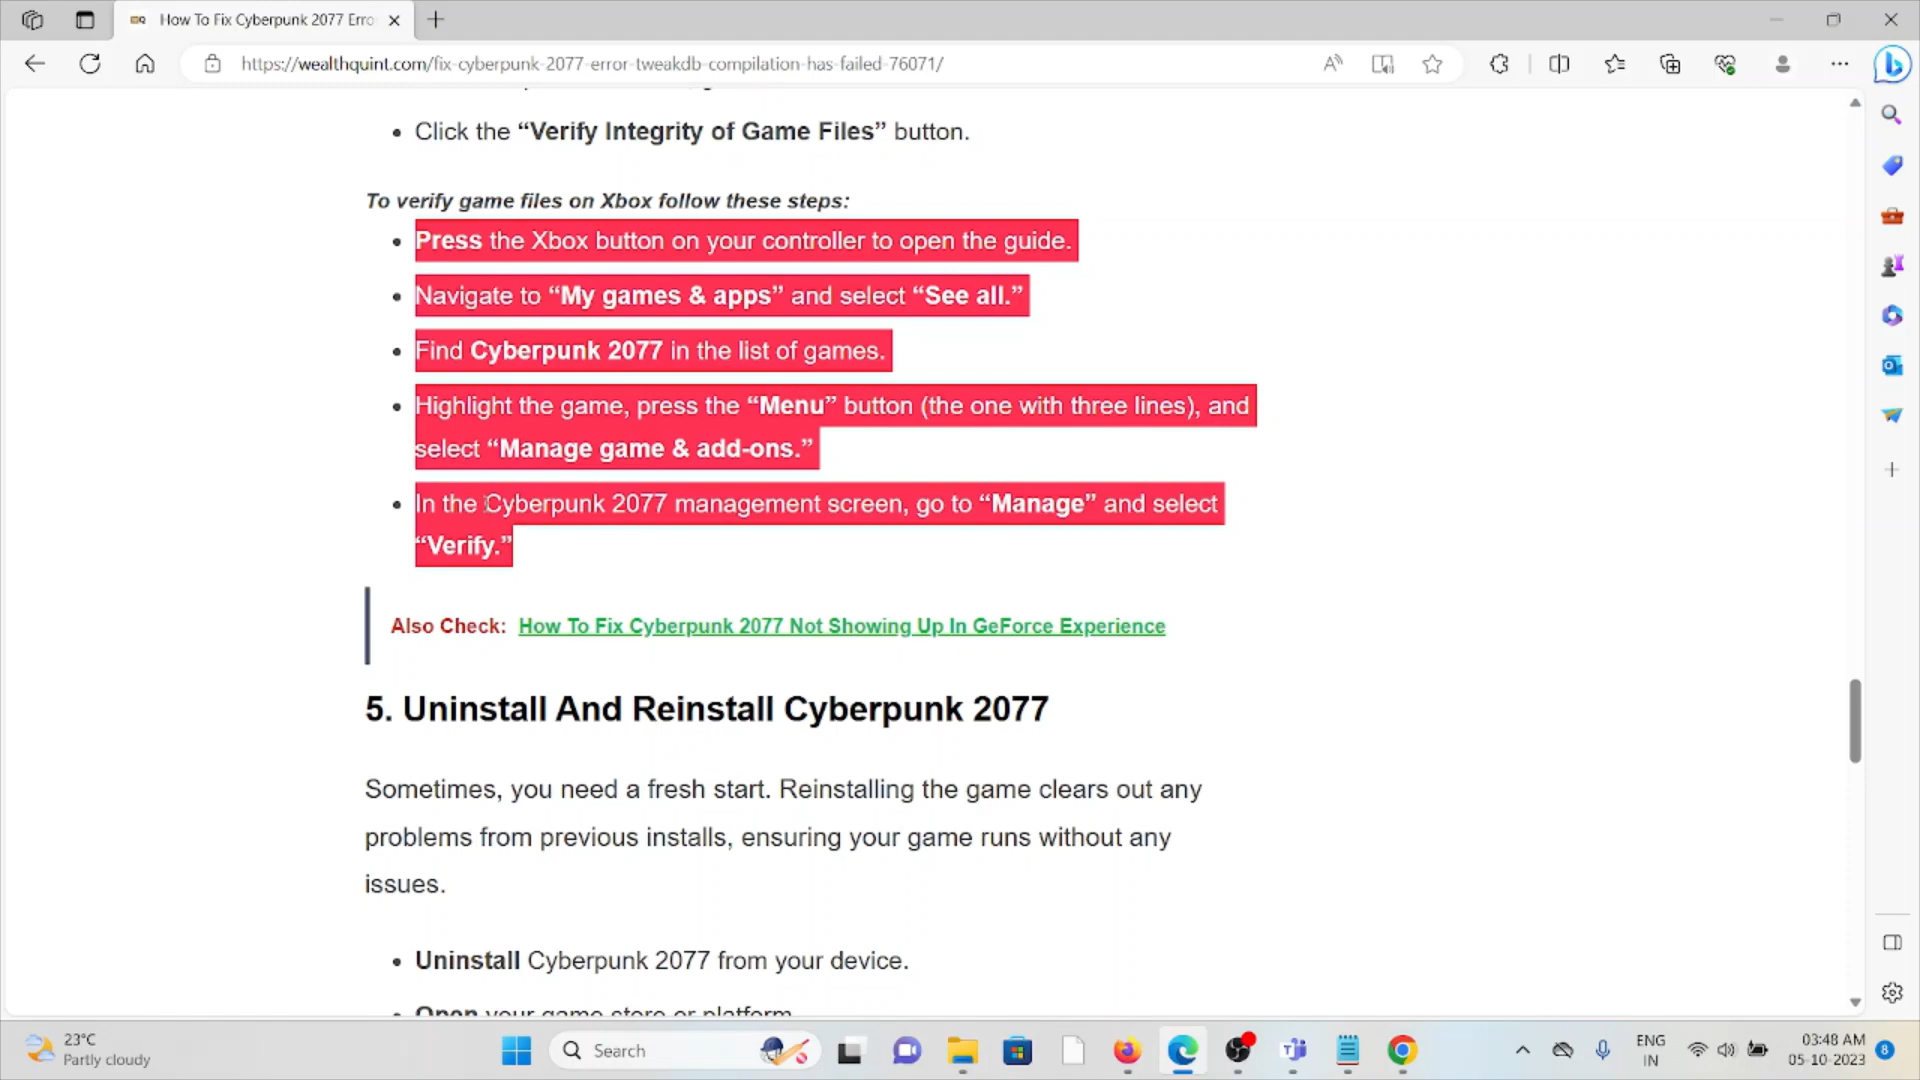 How To Fix Cyberpunk 2077 Erro
https://wealthquint.com/fix-cyberpunk-2077-error-tweakdb-compilation-has-failed-76071/
• Click the “Verify Integrity of Game Files” button.
To verify game files on Xbox follow these steps:
• Press the Xbox button on your controller to open the guide.
• Navigate to “My games & apps” and select “See all.”
• Find Cyberpunk 2077 in the list of games.
• Highlight the game, press the “Menu” button (the one with three lines), and
select “Manage game & add-ons.”
• In the Cyberpunk 2077 management screen, go to “Manage” and select
“Verify.”
Also Check: How To Fix Cyberpunk 2077 Not Showing Up In GeForce Experience
5. Uninstall And Reinstall Cyberpunk 2077
Sometimes, you need a fresh start. Reinstalling the game clears out any
problems from previous installs, ensuring your game runs without any
issues.
• Uninstall Cyberpunk 2077 from your device.
• Open your game store or platform
23°C
Partly cloudy
Search
ENG
IN
03:48 AM
05-10-2023
8